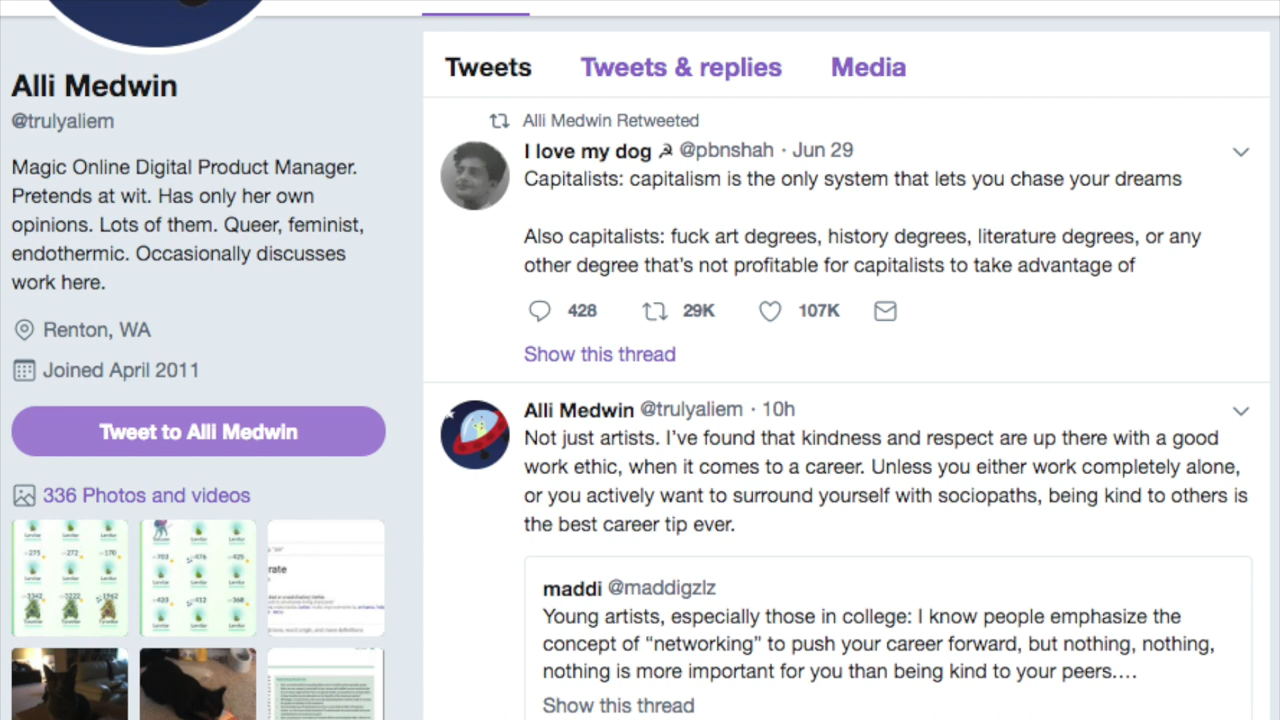 Alli Medwin
@trulyaliem
Magic Online Digital Product Manager.
Pretends at wit. Has only her own
opinions. Lots of them. Queer, feminist,
endothermic. Occasionally discusses
work here.
Renton, WA
Joined April 2011
Tweet to Alli Medwin
336 Photos and videos
Tweets Tweets & replies Media
Alli Medwin Retweeted
I love my dog ☭ @pbnshah · Jun 29
Capitalists: capitalism is the only system that lets you chase your dreams
Also capitalists: fuck art degrees, history degrees, literature degrees, or any
other degree that's not profitable for capitalists to take advantage of
428 29K 107K
Show this thread
Alli Medwin @trulyaliem · 10h
Not just artists. I've found that kindness and respect are up there with a good
work ethic, when it comes to a career. Unless you either work completely alone,
or you actively want to surround yourself with sociopaths, being kind to others is
the best career tip ever.
maddi @maddigzlz
Young artists, especially those in college: I know people emphasize the
concept of “networking” to push your career forward, but nothing, nothing,
nothing is more important for you than being kind to your peers....
Show this thread